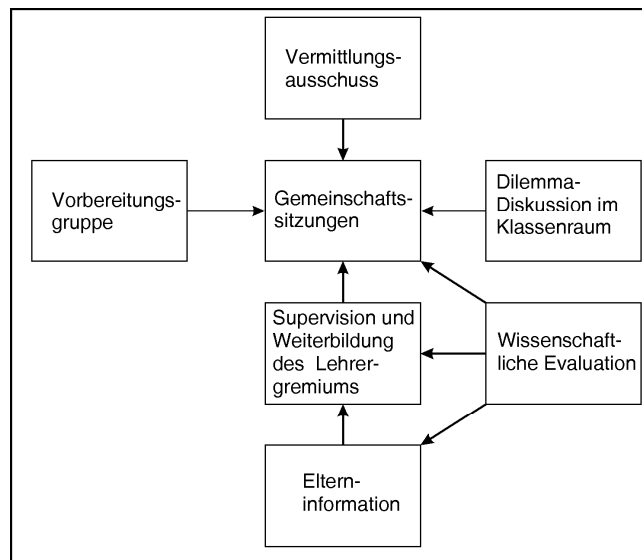 Vermittlungs-
ausschuss
Vorbereitungs-
gruppe
Gemeinschafts-
sitzungen
Dilemma-
Diskussion im
Klassenraum
Supervision und
Weiterbildung
des Lehrer-
gremiums
Wissenschaft-
liche Evaluation
Eltern-
information